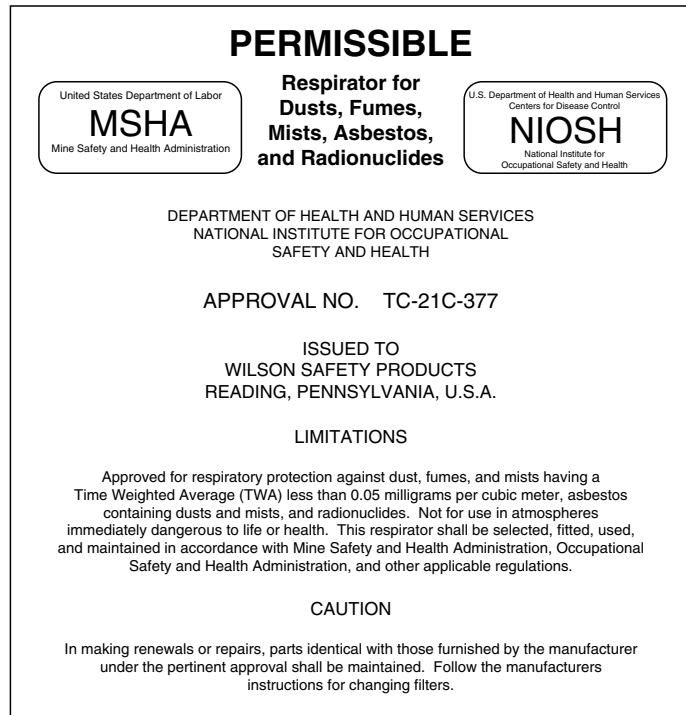 PERMISSIBLE
United States Department of Labor
MSHA
Mine Safety and Health Administration
Respirator for
Dusts, Fumes,
Mists, Asbestos,
and Radionuclides
U.S. Department of Health and Human Services
Centers for Disease Control
NIOSH
National Institute for
Occupational Safety and Health
DEPARTMENT OF HEALTH AND HUMAN SERVICES
NATIONAL INSTITUTE FOR OCCUPATIONAL
SAFETY AND HEALTH
APPROVAL NO. TC-21C-377
ISSUED TO
WILSON SAFETY PRODUCTS
READING, PENNSYLVANIA, U.S.A.
LIMITATIONS
Approved for respiratory protection against dust, fumes, and mists having a
Time Weighted Average (TWA) less than 0.05 milligrams per cubic meter, asbestos
containing dusts and mists, and radionuclides. Not for use in atmospheres
immediately dangerous to life or health. This respirator shall be selected, fitted, used,
and maintained in accordance with Mine Safety and Health Administration, Occupational
Safety and Health Administration, and other applicable regulations.
CAUTION
In making renewals or repairs, parts identical with those furnished by the manufacturer
under the pertinent approval shall be maintained. Follow the manufacturers
instructions for changing filters.